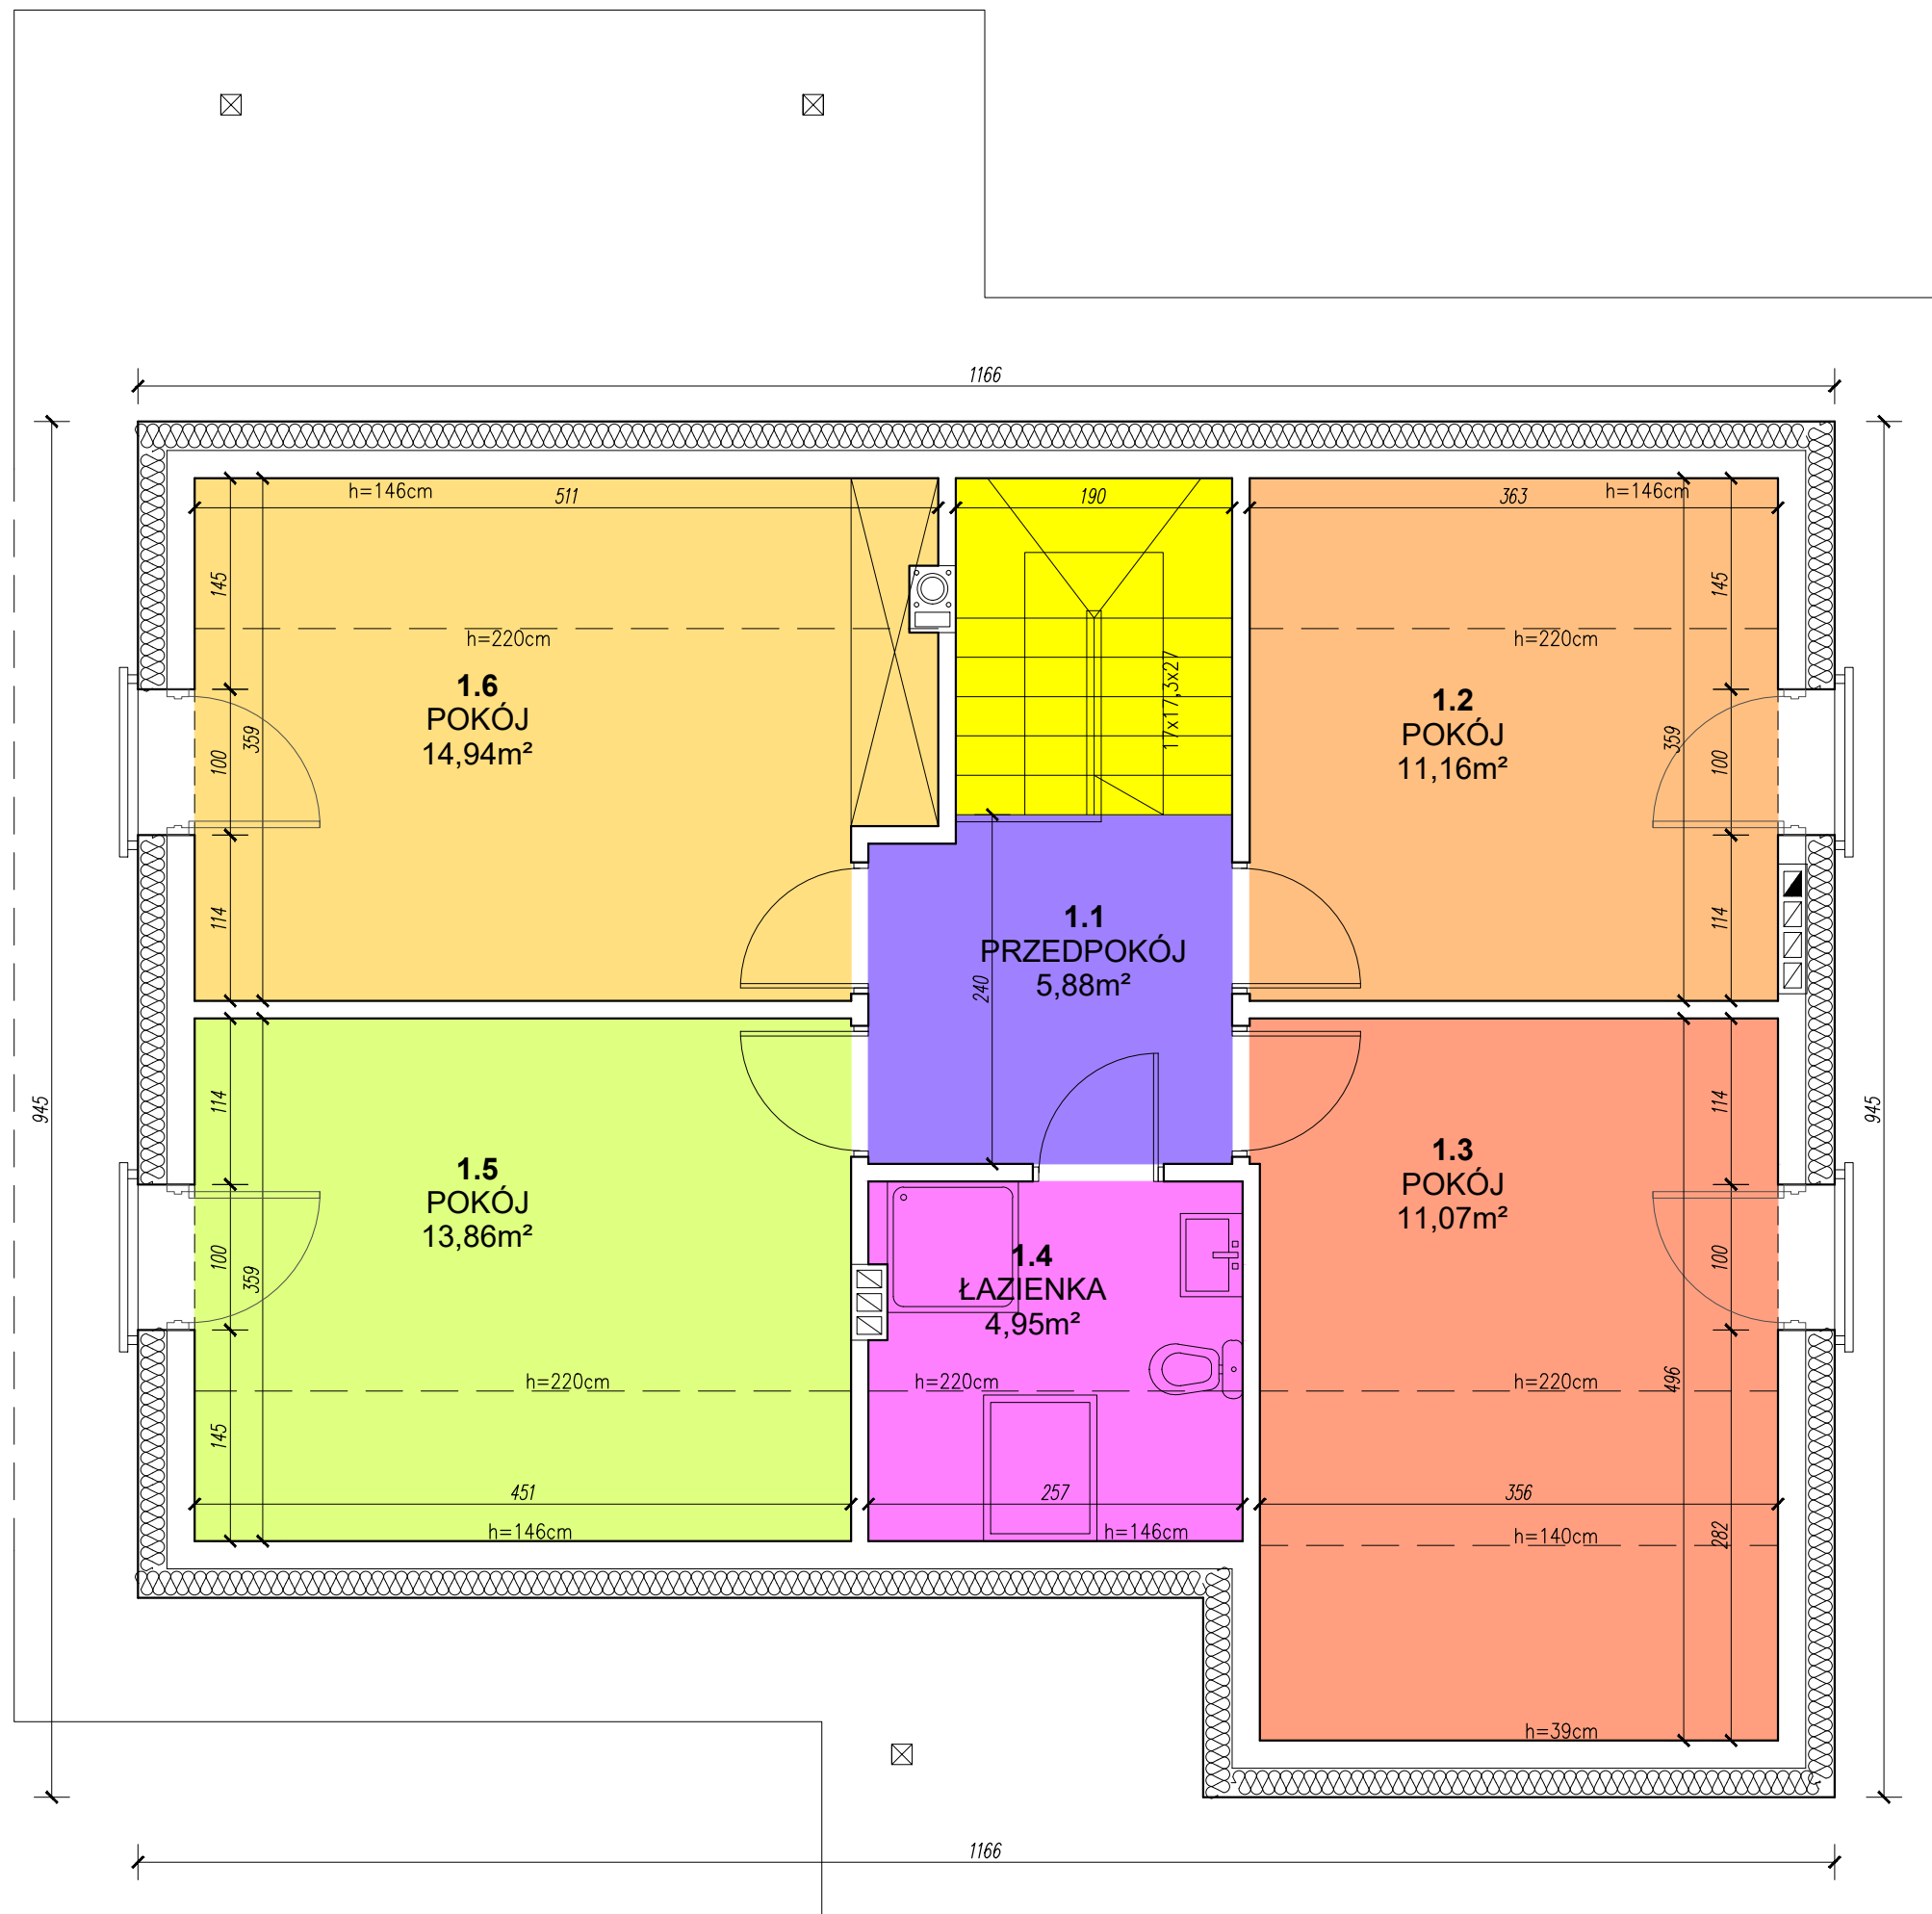 1166
h=146cm
511
190
363
h=146cm
145
145
h=220cm
h=220cm
1.6
POKÓJ
14,94m²
17x17,3x27
1.2
POKÓJ
11,16m²
100
359
359
100
114
114
1.1
PRZEDPOKÓJ
5,88m²
240
945
945
114
114
1.5
POKÓJ
13,86m²
1.3
POKÓJ
11,07m²
100
359
1.4
ŁAZIENKA
4,95m²
100
h=220cm
h=220cm
h=220cm
496
145
451
257
356
h=146cm
h=146cm
h=140cm
282
h=39cm
1166